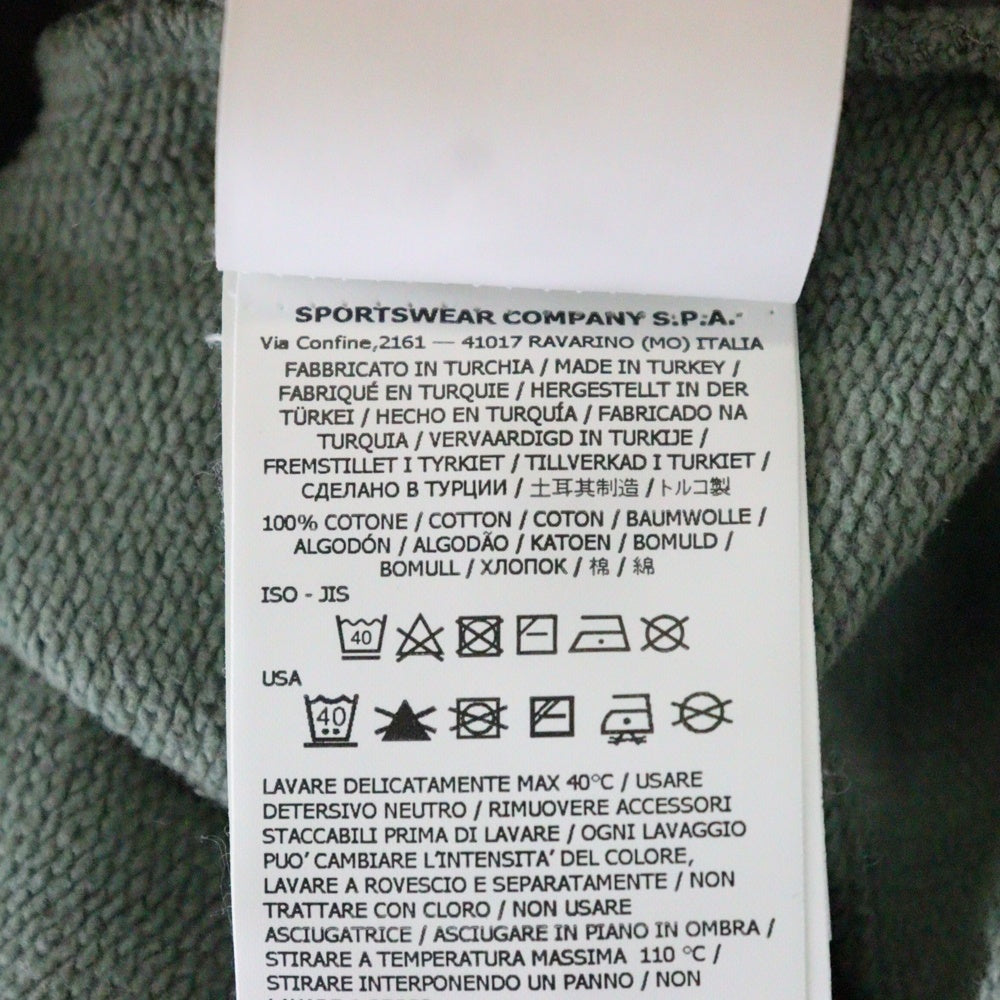 SPORTSWEAR COMPANY S.P.A.
Via Confine,2161 — 41017 RAVARINO (MO) ITALIA
FABBRICATO IN TURCHIA / MADE IN TURKEY /
FABRIQUÉ EN TURQUIE / HERGESTELLT IN DER
TÜRKEI / HECHO EN TURQUÍA / FABRICADO NA
TURQUIA / VERVAARDIGD IN TURKIJE /
FREMSTILLET I TYRKIET / TILLVERKAD I TURKIET /
СДЕЛАНО В ТУРЦИИ / 土耳其制造 / トルコ製
100% COTONE / COTTON / COTON / BAUMWOLLE /
ALGODÓN / ALGODÃO / KATOEN / BOMULD /
BOMULL / ХЛОПОК / 棉 / 綿
ISO - JIS
40
USA
40
LAVARE DELICATAMENTE MAX 40°C / USARE
DETERSIVO NEUTRO / RIMUOVERE ACCESSORI
STACCABILI PRIMA DI LAVARE / OGNI LAVAGGIO
PUO' CAMBIARE L'INTENSITA' DEL COLORE,
LAVARE A ROVESCIO E SEPARATAMENTE / NON
TRATTARE CON CLORO / NON USARE
ASCIUGATRICE / ASCIUGARE IN PIANO IN OMBRA /
STIRARE A TEMPERATURA MASSIMA 110 °C /
STIRARE INTERPONENDO UN PANNO / NON